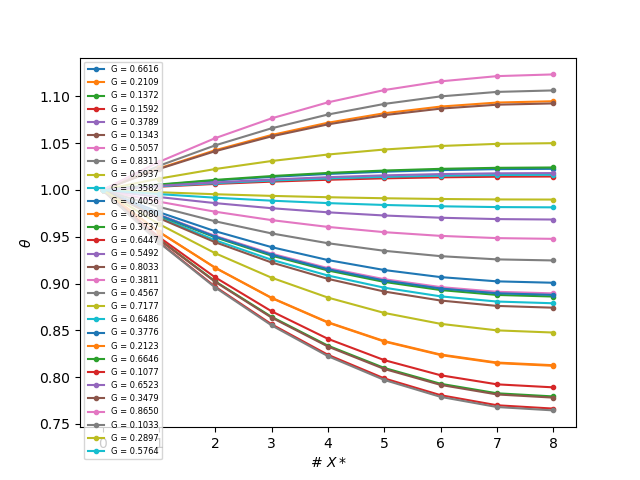 1.10
1.05
1.00
0.95
0.90
0.85
0.80
0.75
θ
G = 0.6616
G = 0.2109
G = 0.1372
G = 0.1592
G = 0.3789
G = 0.1343
G = 0.5057
G = 0.8311
G = 0.5937
G = 0.3582
G = 0.4056
G = 0.8080
G = 0.3737
G = 0.6447
G = 0.5492
G = 0.8033
G = 0.3811
G = 0.4567
G = 0.7177
G = 0.6486
G = 0.3776
G = 0.2123
G = 0.6646
G = 0.1077
G = 0.6523
G = 0.3479
G = 0.8650
G = 0.1033
G = 0.2897
G = 0.5764
0 1 2 3 4 5 6 7 8
# X*